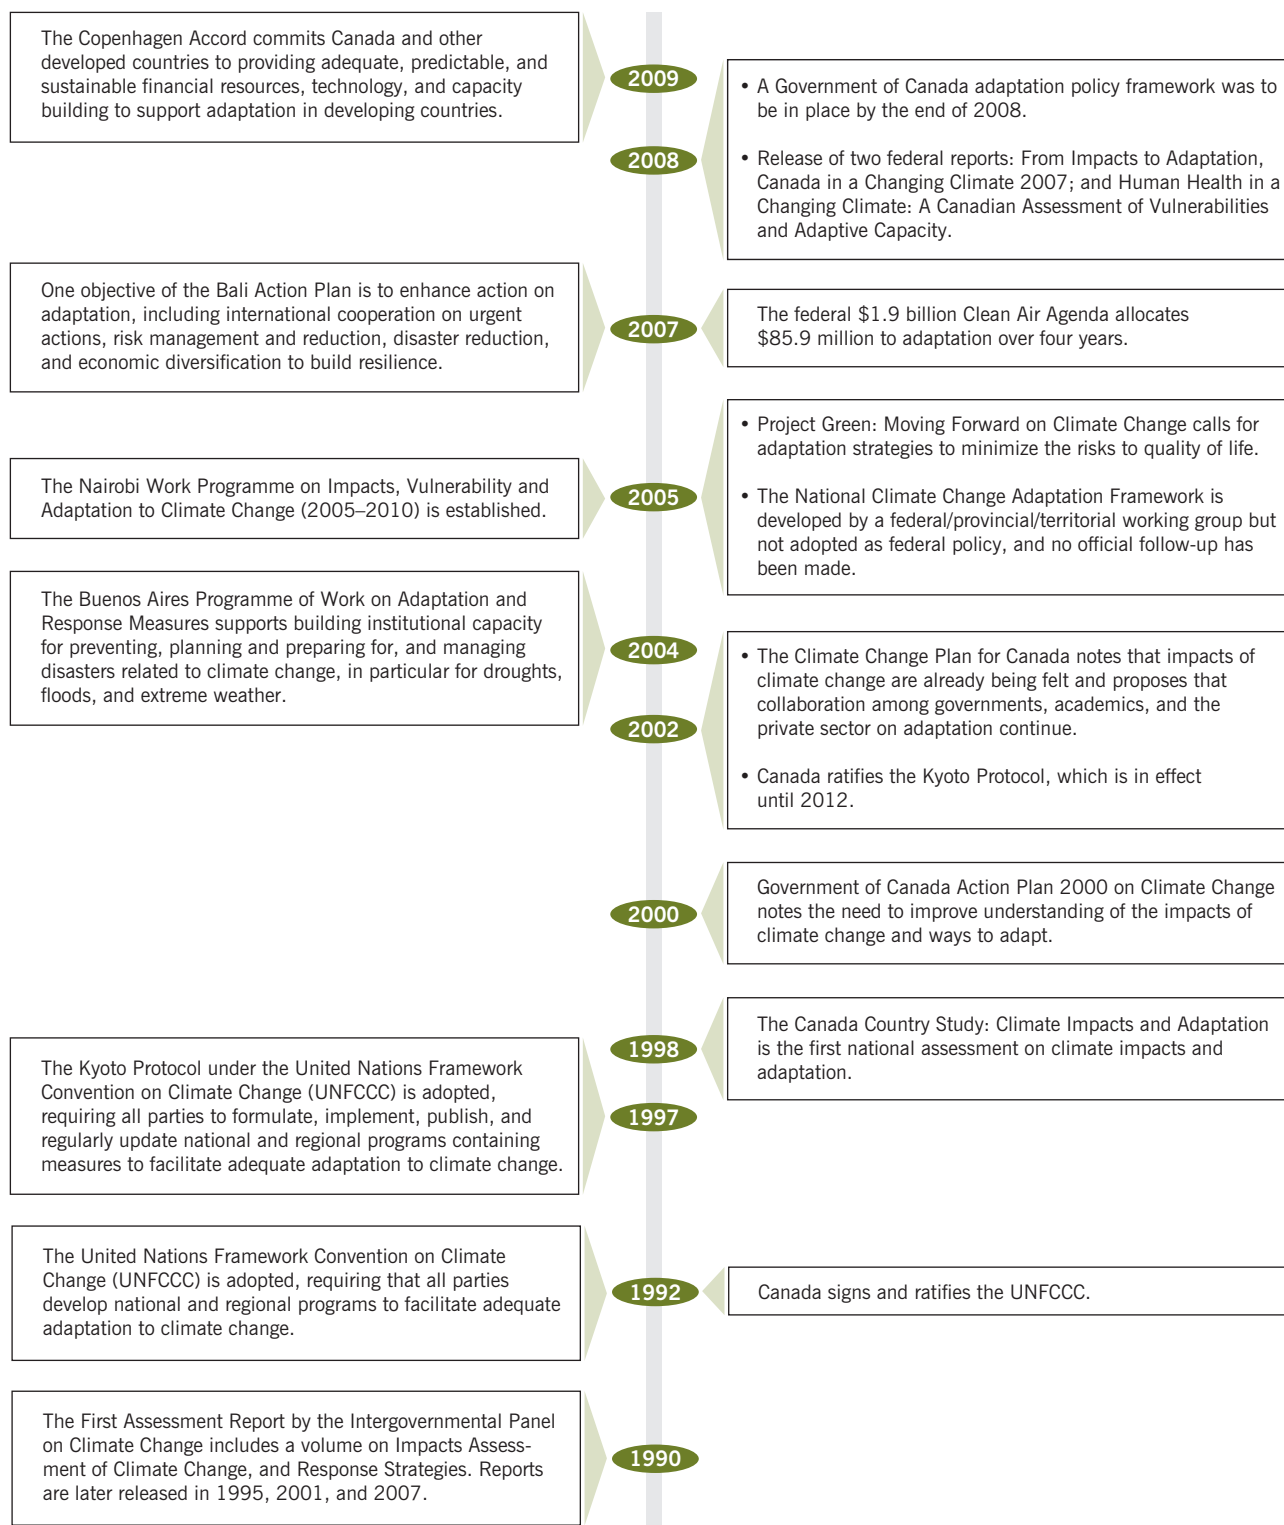 The Copenhagen Accord commits Canada and other
developed countries to providing adequate, predictable, and
sustainable financial resources, technology, and capacity
building to support adaptation in developing countries.
2009
2008
• A Government of Canada adaptation policy framework was to
be in place by the end of 2008.
• Release of two federal reports: From Impacts to Adaptation,
Canada in a Changing Climate 2007; and Human Health in a
Changing Climate: A Canadian Assessment of Vulnerabilities
and Adaptive Capacity.
One objective of the Bali Action Plan is to enhance action on
adaptation, including international cooperation on urgent
actions, risk management and reduction, disaster reduction,
and economic diversification to build resilience.
2007
The federal $1.9 billion Clean Air Agenda allocates
$85.9 million to adaptation over four years.
The Nairobi Work Programme on Impacts, Vulnerability and
Adaptation to Climate Change (2005–2010) is established.
2005
• Project Green: Moving Forward on Climate Change calls for
adaptation strategies to minimize the risks to quality of life.
• The National Climate Change Adaptation Framework is
developed by a federal/provincial/territorial working group but
not adopted as federal policy, and no official follow-up has
been made.
The Buenos Aires Programme of Work on Adaptation and
Response Measures supports building institutional capacity
for preventing, planning and preparing for, and managing
disasters related to climate change, in particular for droughts,
floods, and extreme weather.
2004
2002
• The Climate Change Plan for Canada notes that impacts of
climate change are already being felt and proposes that
collaboration among governments, academics, and the
private sector on adaptation continue.
• Canada ratifies the Kyoto Protocol, which is in effect
until 2012.
2000
Government of Canada Action Plan 2000 on Climate Change
notes the need to improve understanding of the impacts of
climate change and ways to adapt.
1998
The Canada Country Study: Climate Impacts and Adaptation
is the first national assessment on climate impacts and
adaptation.
The Kyoto Protocol under the United Nations Framework
Convention on Climate Change (UNFCCC) is adopted,
requiring all parties to formulate, implement, publish, and
regularly update national and regional programs containing
measures to facilitate adequate adaptation to climate change.
1997
The United Nations Framework Convention on Climate
Change (UNFCCC) is adopted, requiring that all parties
develop national and regional programs to facilitate adequate
adaptation to climate change.
1992
Canada signs and ratifies the UNFCCC.
The First Assessment Report by the Intergovernmental Panel
on Climate Change includes a volume on Impacts Assess-
ment of Climate Change, and Response Strategies. Reports
are later released in 1995, 2001, and 2007.
1990